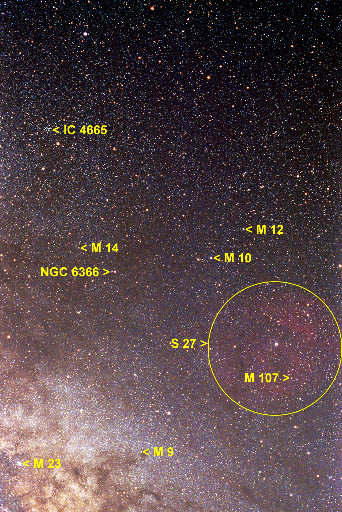 < IC 4665
< M 12
< M 14
< M 10
NGC 6366 >
S 27 >
M 107 >
< M 9
< M 23